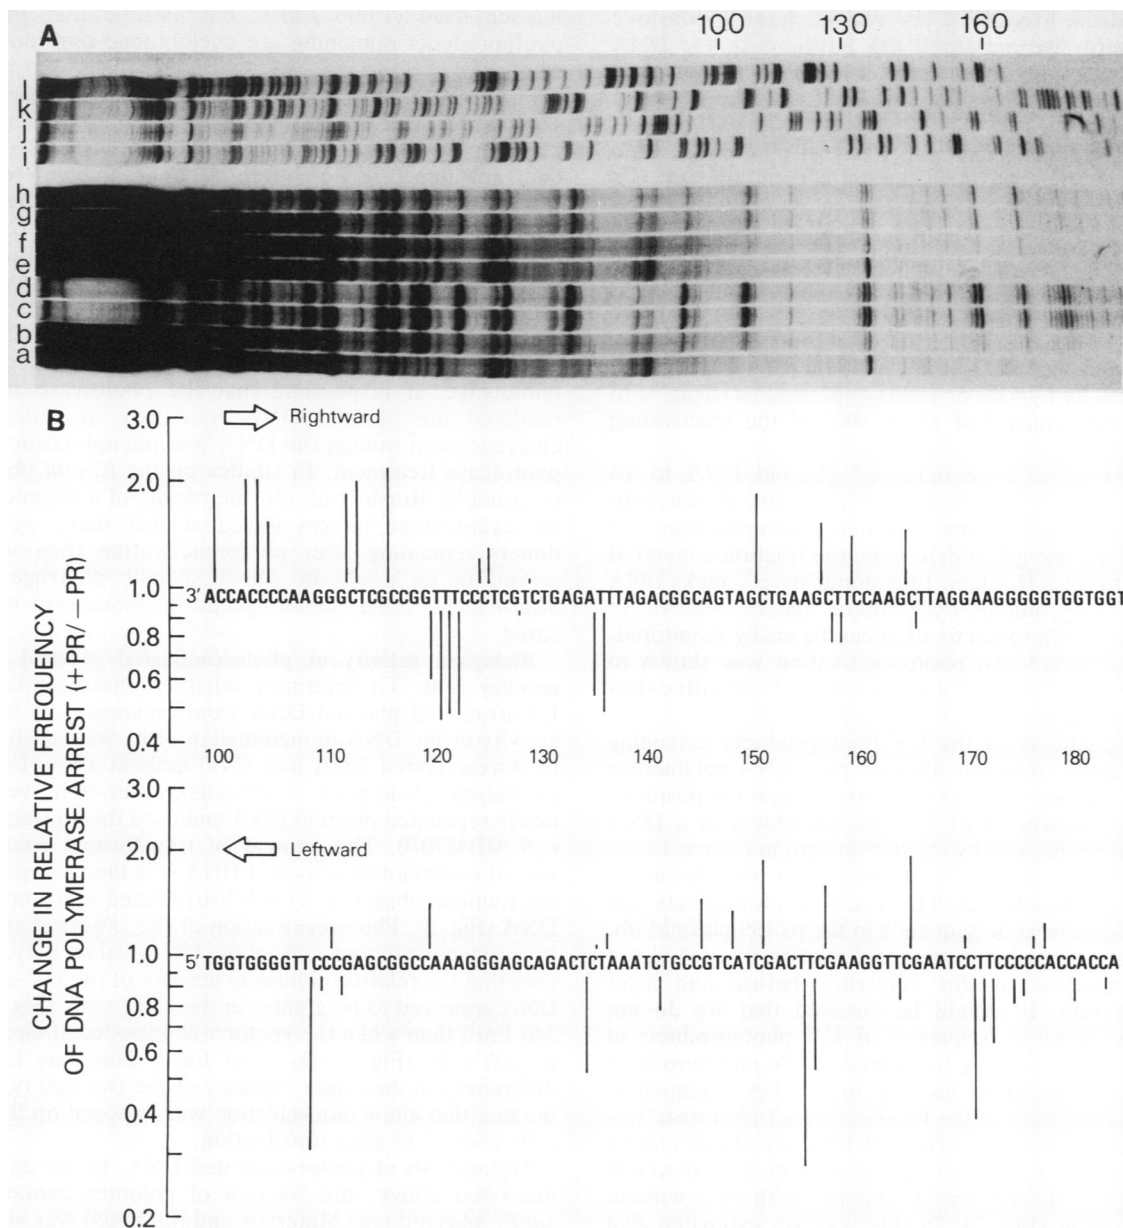 A
100 130 160
l
k
j
i
h
g
f
e
d
c
b
a
B
CHANGE IN RELATIVE FREQUENCY
OF DNA POLYMERASE ARREST (+PR/ — PR)
3.0
Rightward
2.0
1.0
3′ ACCACCCCAAGGGCTCGCCGGTTTCCCTCGTCTGAGATTTAGACGGCAGTAGCTGAAGCTTCCAAGCTTAGGAAGGGGGTGGTGGT
0.8
0.6
0.4
100 110 120 130 140 150 160 170 180
3.0
2.0
Leftward
1.0
5′ TGGTGGGGTTCCCGAGCGGCCAAAGGGAGCAGACTCTAAATCTGCCGTCATCGACTTCGAAGGTTCGAATCCTTCCCCCACCACCA
0.8
0.6
0.4
0.2